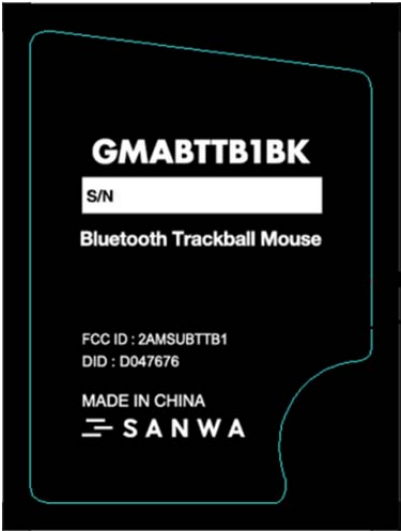 GMABTTB1BK
S/N
Bluetooth Trackball Mouse
FCC ID : 2AMSUBTTB1
DID : D047676
MADE IN CHINA
SANWA